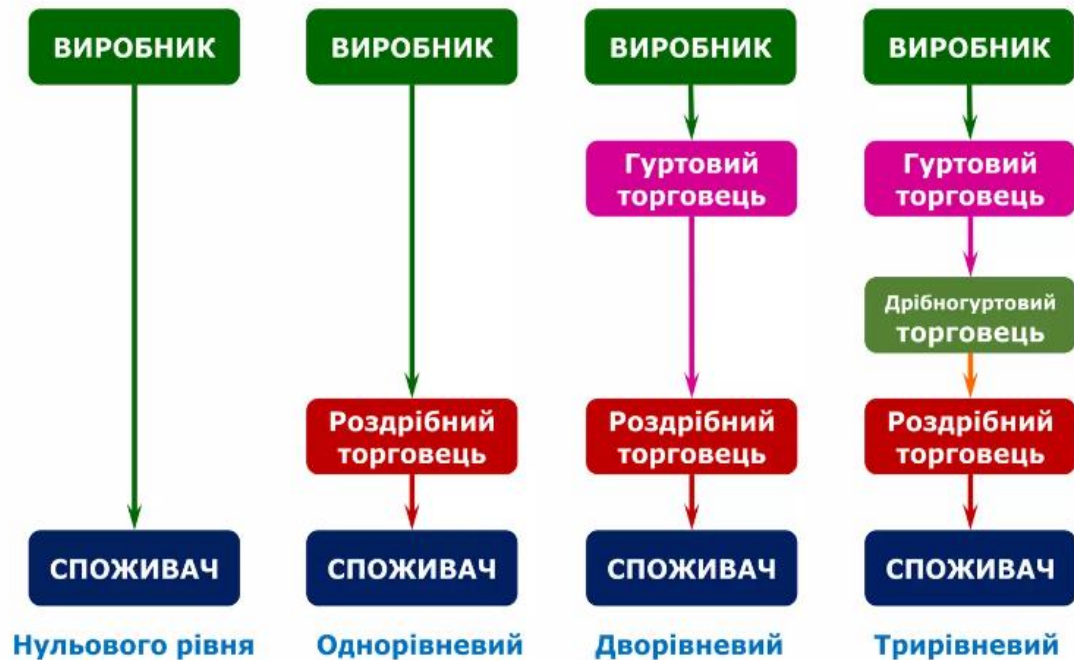 ВИРОБНИК
ВИРОБНИК
ВИРОБНИК
ВИРОБНИК
Гуртовий
торговець
Гуртовий
торговець
Дрібногуртовий
торговець
Роздрібний
торговець
Роздрібний
торговець
Роздрібний
торговець
СПОЖИВАЧ
СПОЖИВАЧ
СПОЖИВАЧ
СПОЖИВАЧ
Нульового рівня
Однорівневий
Дворівневий
Трирівневий